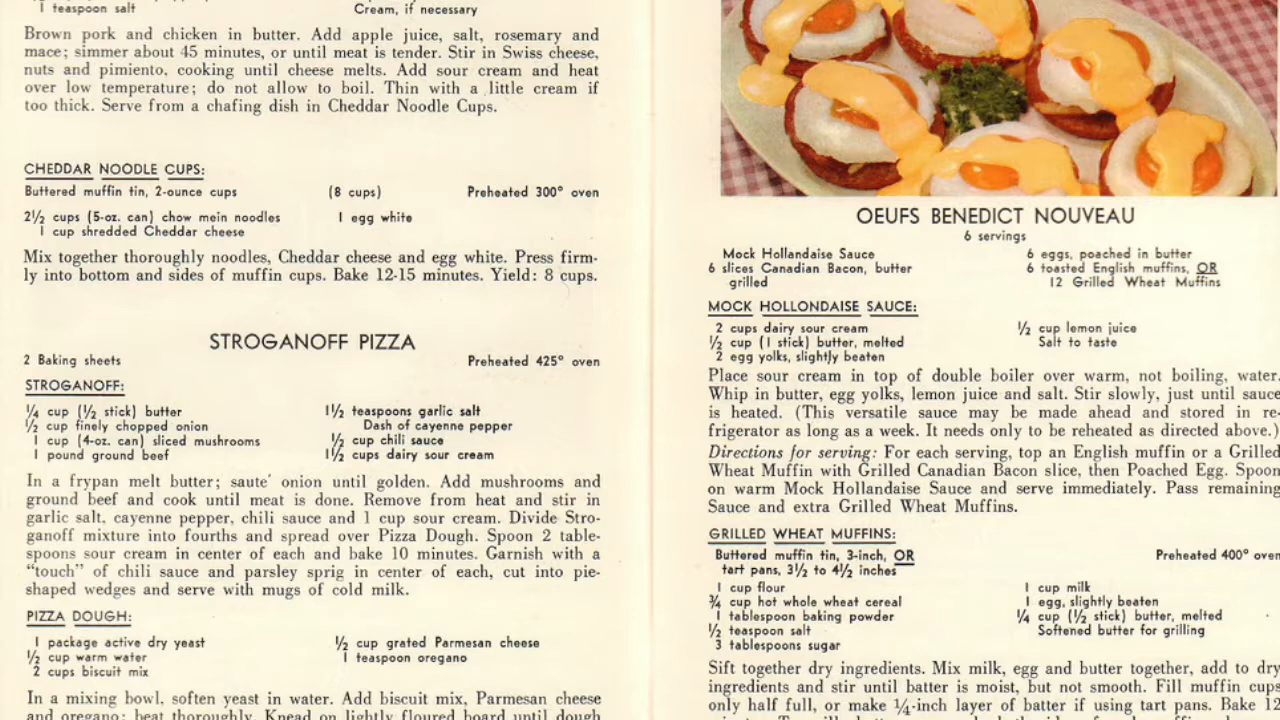 1 teaspoon salt
Cream, if necessary
Brown pork and chicken in butter. Add apple juice, salt, rosemary and
mace; simmer about 45 minutes, or until meat is tender. Stir in Swiss cheese,
nuts and pimiento, cooking until cheese melts. Add sour cream and heat
over low temperature; do not allow to boil. Thin with a little cream if
too thick. Serve from a chafing dish in Cheddar Noodle Cups.
CHEDDAR NOODLE CUPS:
Buttered muffin tin, 2-ounce cups (8 cups) Preheated 300° oven
2½ cups (5-oz. can) chow mein noodles
1 cup shredded Cheddar cheese
1 egg white
Mix together thoroughly noodles, Cheddar cheese and egg white. Press firm-
ly into bottom and sides of muffin cups. Bake 12-15 minutes. Yield: 8 cups.
STROGANOFF PIZZA
2 Baking sheets Preheated 425° oven
STROGANOFF:
¼ cup (½ stick) butter
½ cup finely chopped onion
1 cup (4-oz. can) sliced mushrooms
1 pound ground beef
1½ teaspoons garlic salt
Dash of cayenne pepper
½ cup chili sauce
1½ cups dairy sour cream
In a frypan melt butter; saute' onion until golden. Add mushrooms and
ground beef and cook until meat is done. Remove from heat and stir in
garlic salt, cayenne pepper, chili sauce and 1 cup sour cream. Divide Stro-
ganoff mixture into fourths and spread over Pizza Dough. Spoon 2 table-
spoons sour cream in center of each and bake 10 minutes. Garnish with a
“touch” of chili sauce and parsley sprig in center of each, cut into pie-
shaped wedges and serve with mugs of cold milk.
PIZZA DOUGH:
1 package active dry yeast
½ cup warm water
2 cups biscuit mix
½ cup grated Parmesan cheese
1 teaspoon oregano
In a mixing bowl, soften yeast in water. Add biscuit mix, Parmesan cheese
and oregano; beat thoroughly. Knead on lightly floured board until dough
OEUFS BENEDICT NOUVEAU
6 servings
Mock Hollandaise Sauce
6 slices Canadian Bacon, butter
grilled
6 eggs, poached in butter
6 toasted English muffins, OR
12 Grilled Wheat Muffins
MOCK HOLLONDAISE SAUCE:
2 cups dairy sour cream
½ cup (1 stick) butter, melted
2 egg yolks, slightly beaten
½ cup lemon juice
Salt to taste
Place sour cream in top of double boiler over warm, not boiling, water.
Whip in butter, egg yolks, lemon juice and salt. Stir slowly, just until sauce
is heated. (This versatile sauce may be made ahead and stored in re-
frigerator as long as a week. It needs only to be reheated as directed above.)
Directions for serving: For each serving, top an English muffin or a Grilled
Wheat Muffin with Grilled Canadian Bacon slice, then Poached Egg. Spoon
on warm Mock Hollandaise Sauce and serve immediately. Pass remaining
Sauce and extra Grilled Wheat Muffins.
GRILLED WHEAT MUFFINS:
Buttered muffin tin, 3-inch, OR
tart pans, 3½ to 4½ inches
Preheated 400° oven
1 cup flour
¾ cup hot whole wheat cereal
1 tablespoon baking powder
½ teaspoon salt
3 tablespoons sugar
1 cup milk
1 egg, slightly beaten
¼ cup (½ stick) butter, melted
Softened butter for grilling
Sift together dry ingredients. Mix milk, egg and butter together, add to dry
ingredients and stir until batter is moist, but not smooth. Fill muffin cups
only half full, or make ¼-inch layer of batter if using tart pans. Bake 12